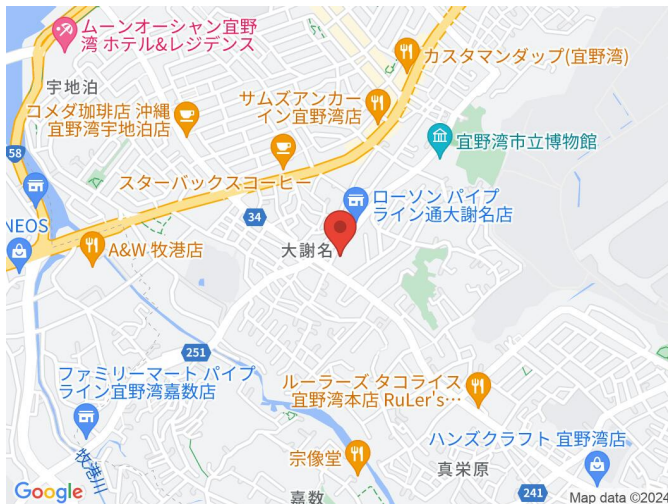 ムーンオーシャン宜野
湾 ホテル&レジデンス
カスタマンダップ(宜野湾)
宇地泊
コメダ珈琲店 沖縄
宜野湾宇地泊店
サムズアンカー
イン宜野湾店
宜野湾市立博物館
58
スターバックスコーヒー
ローソン パイプ
ライン通大謝名店
34
NEOS
A&W 牧港店
大謝名
251
ファミリーマート パイプ
ライン宜野湾嘉数店
ルーラーズ タコライス
宜野湾本店 RuLer's…
ハンズクラフト 宜野湾店
宗像堂
真栄原
牧港川
嘉数
241
Google
Map data ©2024